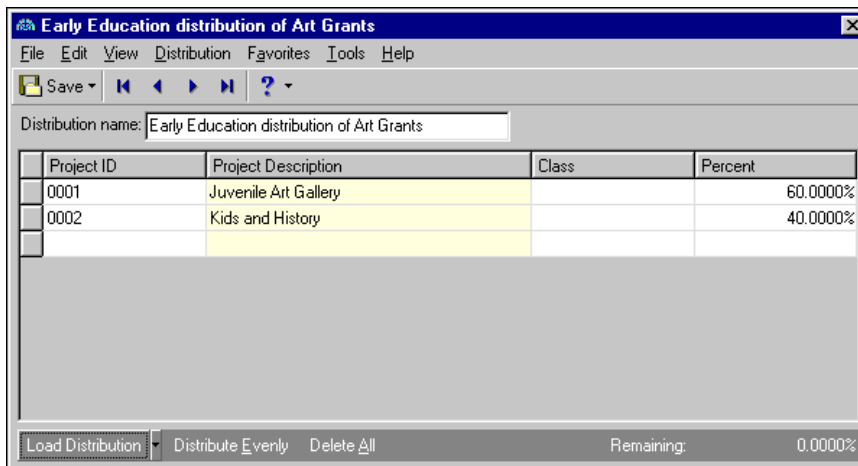 Early Education distribution of Art Grants
File Edit View Distribution Favorites Tools Help
Save
Distribution name: Early Education distribution of Art Grants
Project ID Project Description Class Percent
0001 Juvenile Art Gallery 60.0000%
0002 Kids and History 40.0000%
Load Distribution Distribute Evenly Delete All Remaining: 0.0000%